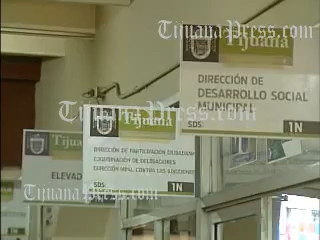 TijuanaPress.com
Tijuana
DIRECCIÓN DE
DESARROLLO SOCIAL
MUNICIPAL
SDS 1N
TijuanaPress.com
Tijuana
DIRECCIÓN DE PARTICIPACIÓN CIUDADANA
COORDINACIÓN DE DELEGACIONES
DIRECCIÓN MPAL. CONTRA LAS ADICCIONES
SDS 1N
Tijuana
ELEVAD
TijuanaPress.com